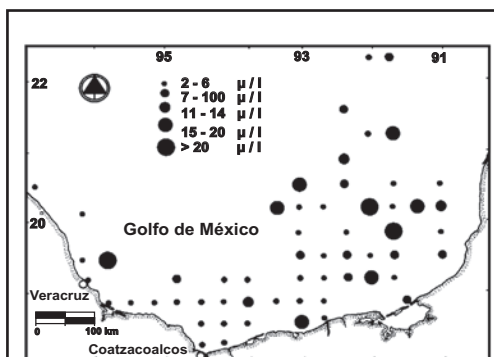 95 93 91
22
2 - 6 µ / l
7 - 100 µ / l
11 - 14 µ / l
15 - 20 µ / l
> 20 µ / l
20
Golfo de México
Veracruz
0 100 km
Coatzacoalcos